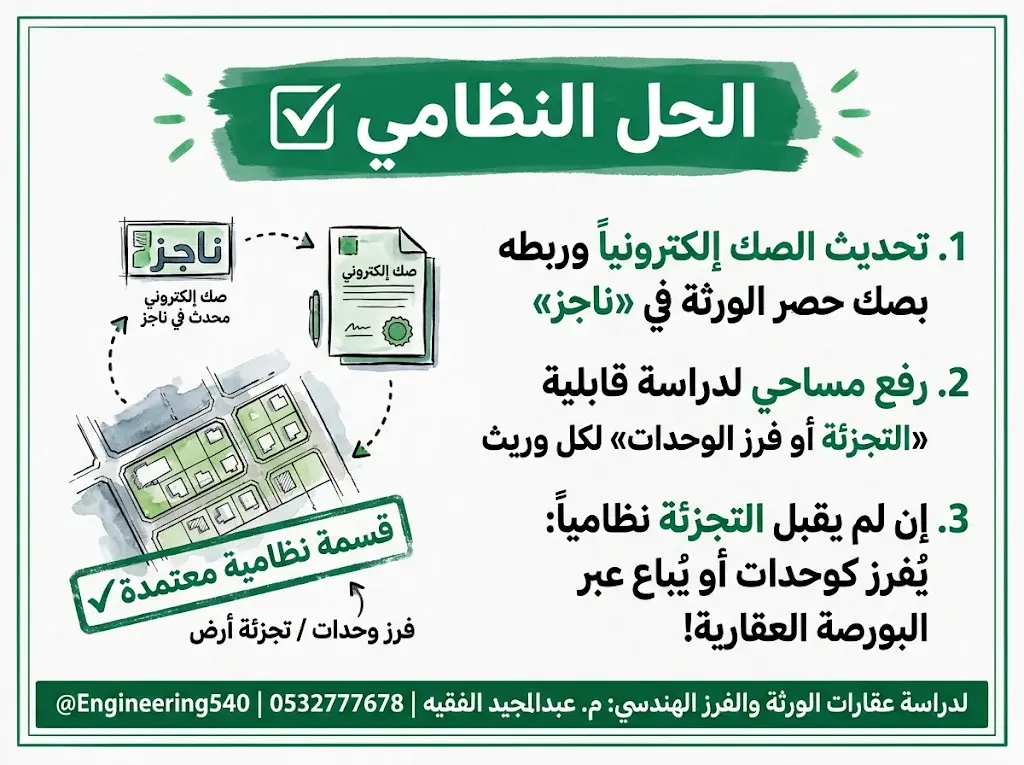 الحل النظامي
1. تحديث الصك إلكترونياً وربطه
بصك حصر الورثة في «ناجز»
2. رفع مساحي لدراسة قابلية
«التجزئة أو فرز الوحدات» لكل وريث
3. إن لم يقبل التجزئة نظامياً:
يُفرز كوحدات أو يُباع عبر
البورصة العقارية!
ناجز
صك إلكتروني
محدث في ناجز
صك إلكتروني
قسمة نظامية معتمدة
فرز وحدات / تجزئة أرض
لدراسة عقارات الورثة والفرز الهندسي: م. عبدالمجيد الفقيه | 0532777678 | @Engineering540